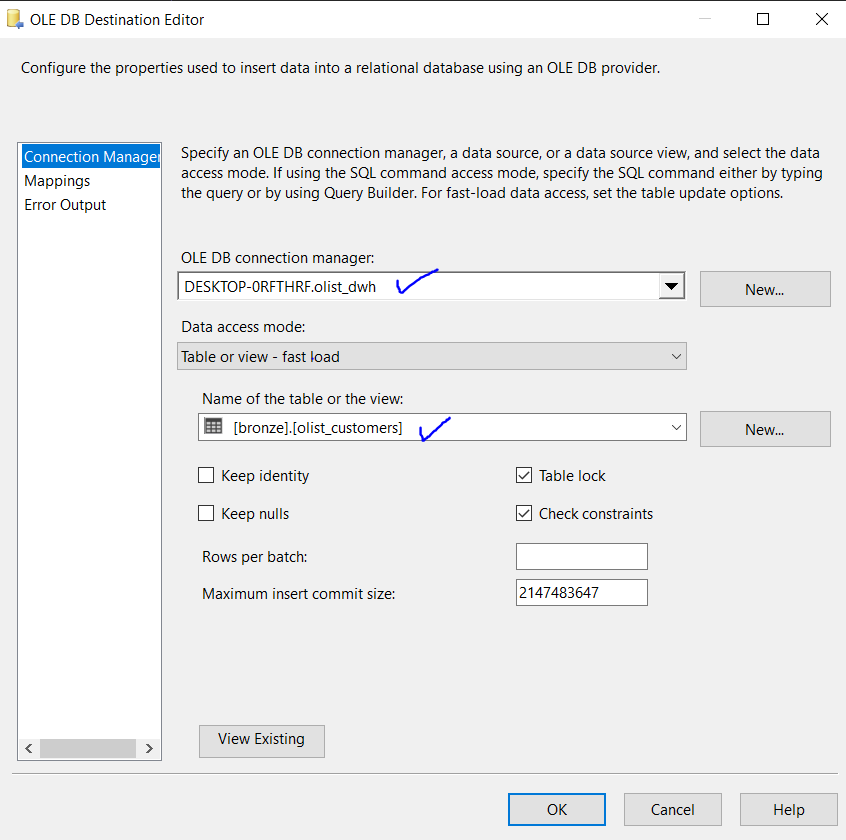 OLE DB Destination Editor
Configure the properties used to insert data into a relational database using an OLE DB provider.
Connection Manager
Mappings
Error Output
Specify an OLE DB connection manager, a data source, or a data source view, and select the data
access mode. If using the SQL command access mode, specify the SQL command either by typing
the query or by using Query Builder. For fast-load data access, set the table update options.
OLE DB connection manager:
DESKTOP-0RFTHRF.olist_dwh
New...
Data access mode:
Table or view - fast load
Name of the table or the view:
[bronze].[olist_customers]
New...
Keep identity
Table lock
Keep nulls
Check constraints
Rows per batch:
Maximum insert commit size:
2147483647
View Existing
OK
Cancel
Help